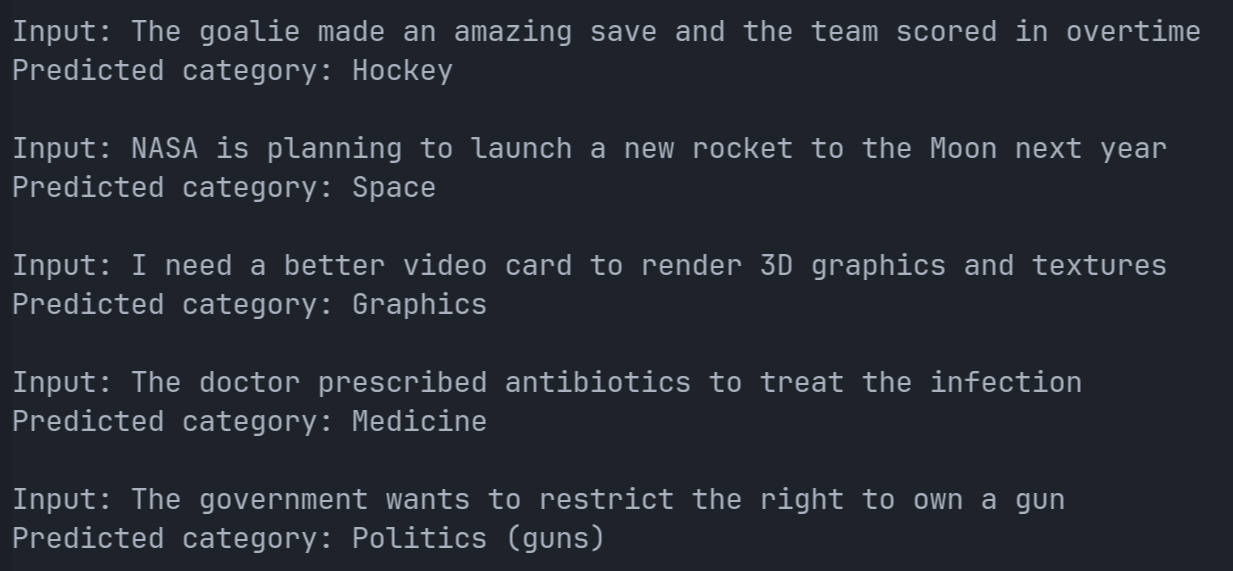 Input: The goalie made an amazing save and the team scored in overtime
Predicted category: Hockey
Input: NASA is planning to launch a new rocket to the Moon next year
Predicted category: Space
Input: I need a better video card to render 3D graphics and textures
Predicted category: Graphics
Input: The doctor prescribed antibiotics to treat the infection
Predicted category: Medicine
Input: The government wants to restrict the right to own a gun
Predicted category: Politics (guns)